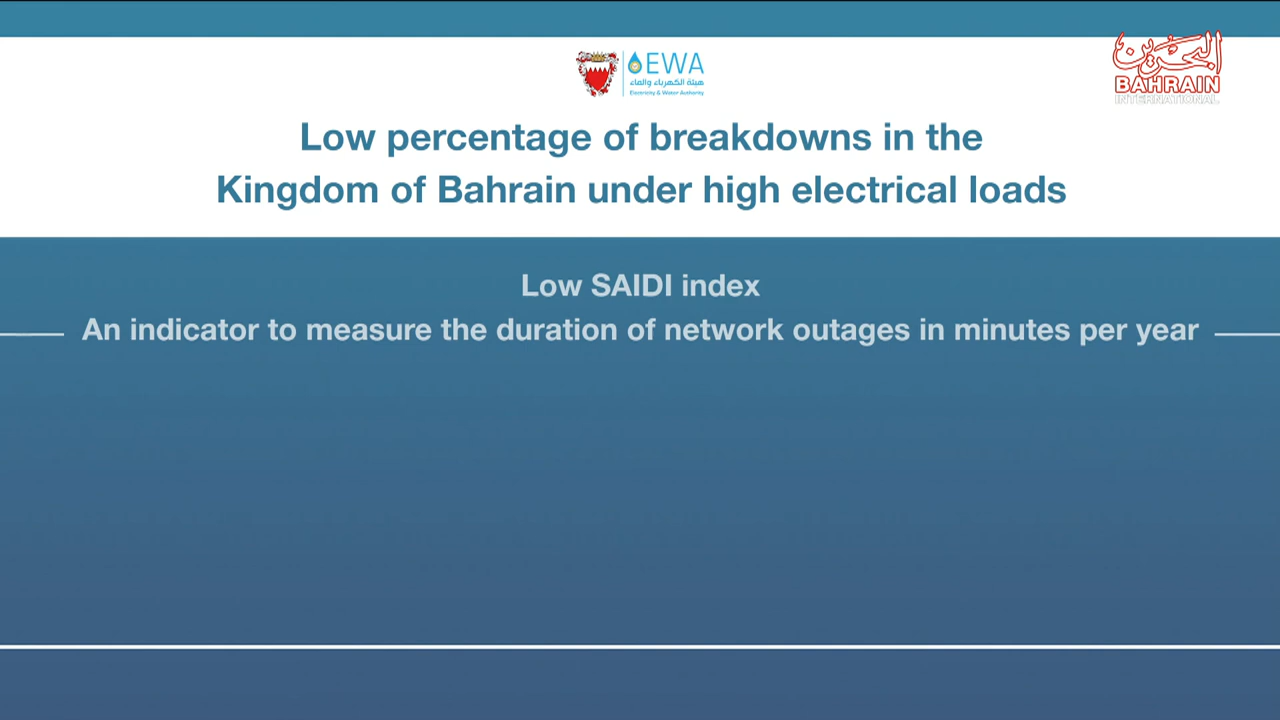 EWA
هيئة الكهرباء والماء
Electricity & Water Authority
البحرين
BAHRAIN
INTERNATIONAL
Low percentage of breakdowns in the
Kingdom of Bahrain under high electrical loads
Low SAIDI index
An indicator to measure the duration of network outages in minutes per year